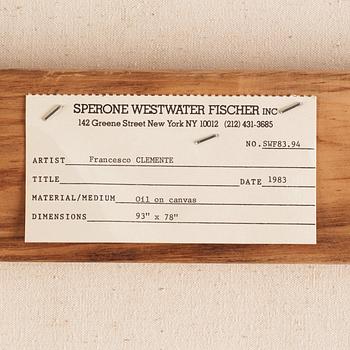 SPERONE WESTWATER FISCHER INC
142 Greene Street New York NY 10012 (212) 431-3685
NO. SWF83.94
ARTIST Francesco CLEMENTE
TITLE DATE 1983
MATERIAL/MEDIUM Oil on canvas
DIMENSIONS 93" x 78"